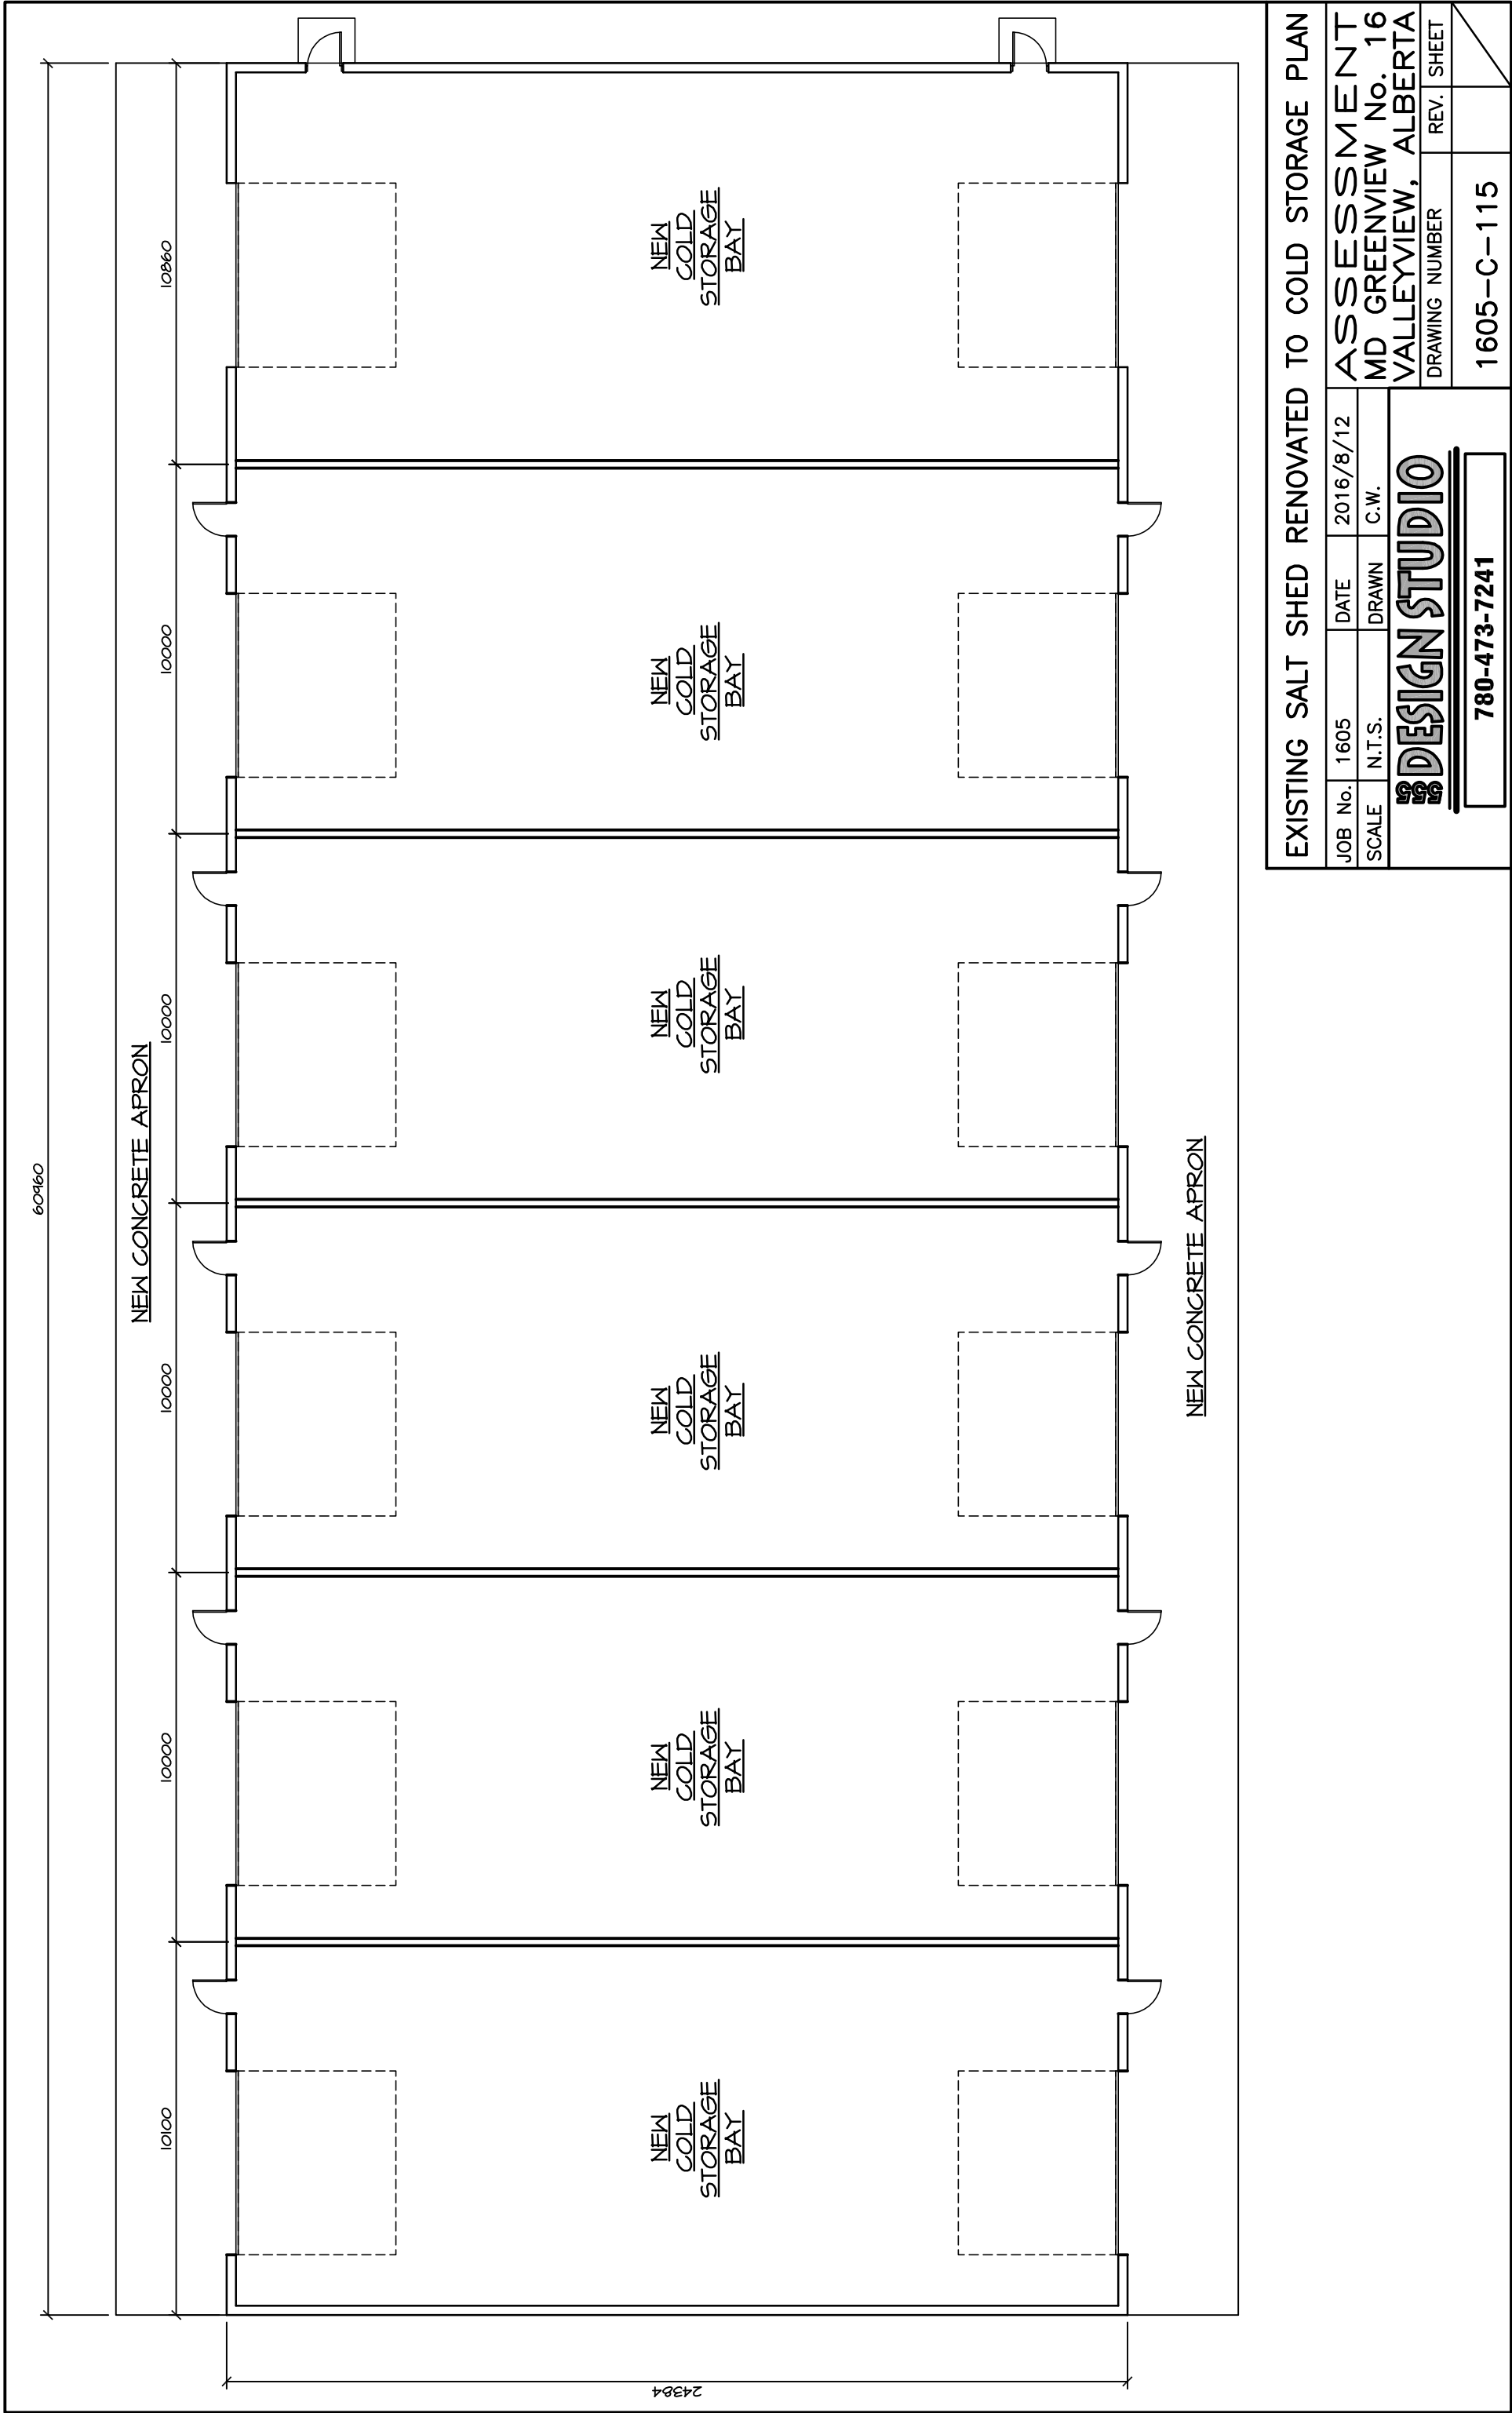 60960
NEW CONCRETE APRON
10100
10000
10000
10000
10000
10860
24384
NEW
COLD
STORAGE
BAY
NEW
COLD
STORAGE
BAY
NEW
COLD
STORAGE
BAY
NEW
COLD
STORAGE
BAY
NEW
COLD
STORAGE
BAY
NEW
COLD
STORAGE
BAY
NEW CONCRETE APRON
EXISTING SALT SHED RENOVATED TO COLD STORAGE PLAN
JOB No. 1605 DATE 2016/8/12
SCALE N.T.S. DRAWN C.W.
555 DESIGN STUDIO
780-473-7241
ASSESSMENT
MD GREENVIEW No. 16
VALLEYVIEW, ALBERTA
DRAWING NUMBER REV. SHEET
1605-C-115